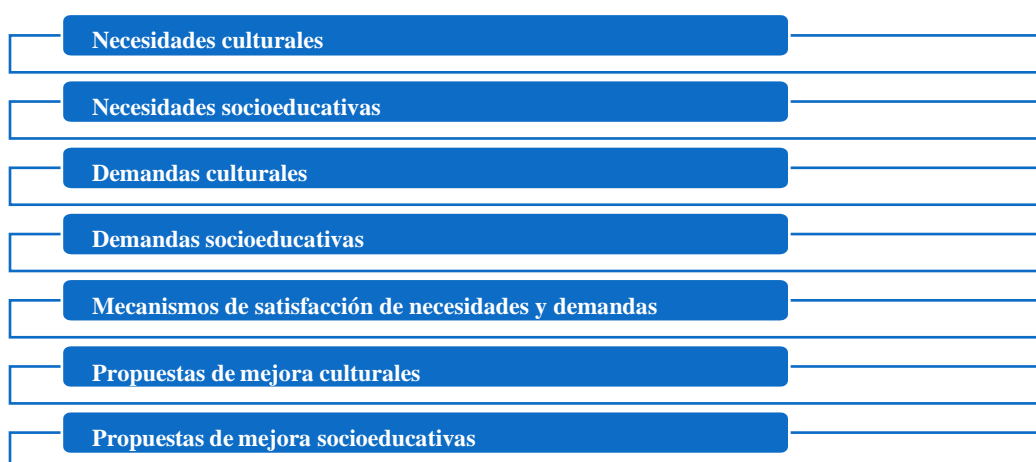 Necesidades culturales
Necesidades socioeducativas
Demandas culturales
Demandas socioeducativas
Mecanismos de satisfacción de necesidades y demandas
Propuestas de mejora culturales
Propuestas de mejora socioeducativas